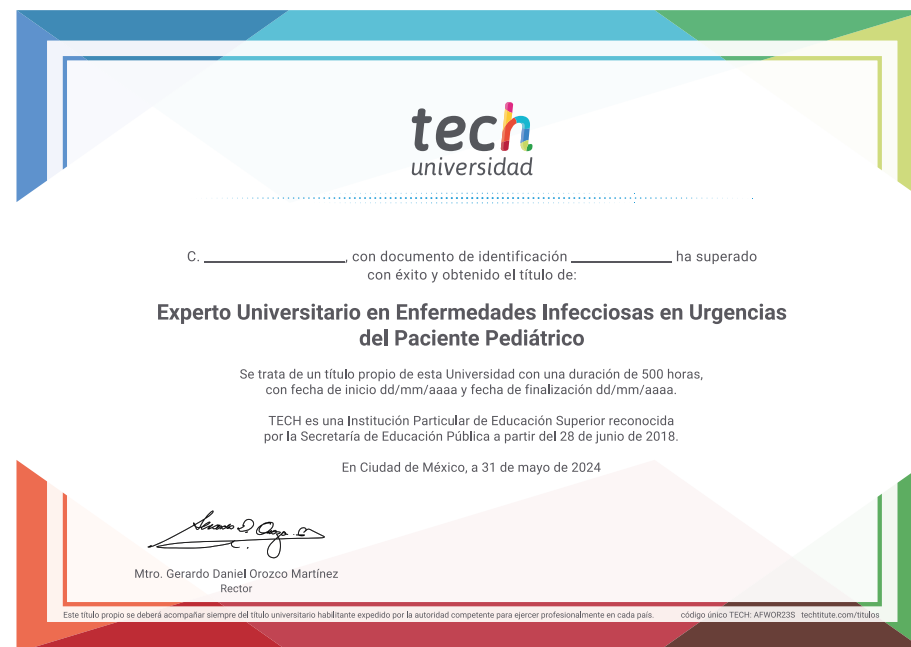 tech
universidad
C. ____________, con documento de identificación ____________ ha superado
con éxito y obtenido el título de:
Experto Universitario en Enfermedades Infecciosas en Urgencias
del Paciente Pediátrico
Se trata de un título propio de esta Universidad con una duración de 500 horas,
con fecha de inicio dd/mm/aaaa y fecha de finalización dd/mm/aaaa.
TECH es una Institución Particular de Educación Superior reconocida
por la Secretaría de Educación Pública a partir del 28 de junio de 2018.
En Ciudad de México, a 31 de mayo de 2024
Mtro. Gerardo Daniel Orozco Martínez
Rector
Este título propio se deberá acompañar siempre del título universitario habilitante expedido por la autoridad competente para ejercer profesionalmente en cada país. código único TECH: AFWOR23S techtitute.com/titulos